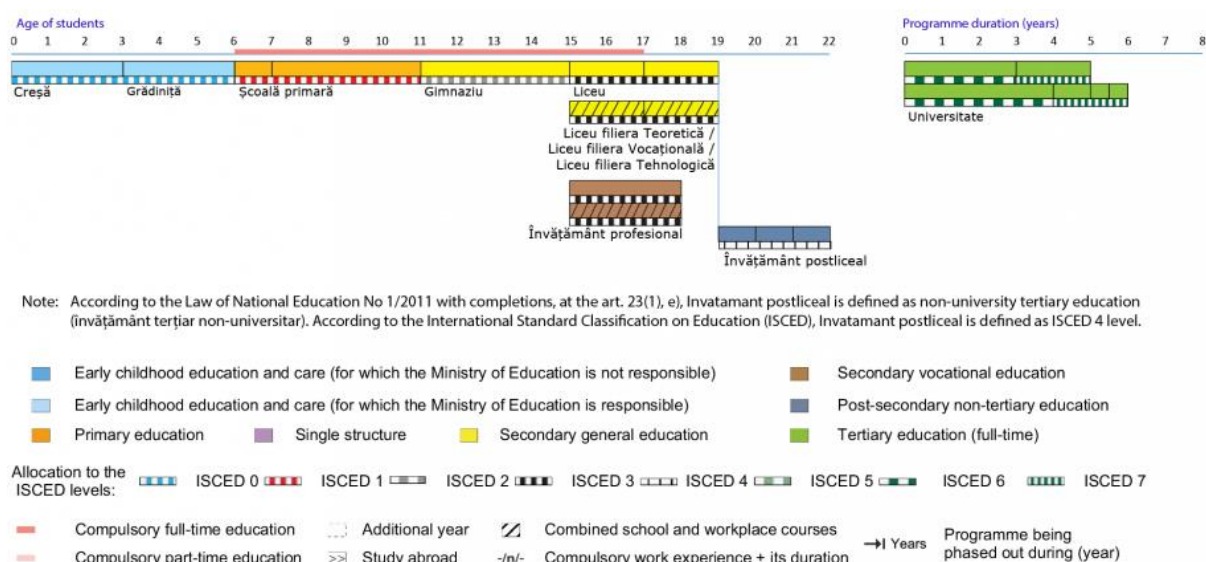 Age of students
Programme duration (years)
0 1 2 3 4 5 6 7 8 9 10 11 12 13 14 15 16 17 18 19 20 21 22
0 1 2 3 4 5 6 7 8
Creșă
Grădiniță
Școală primară
Gimnaziu
Liceu
Universitate
Liceu filiera Teoretică /
Liceu filiera Vocațională /
Liceu filiera Tehnologică
Învățământ profesional
Învățământ postliceal
Note: According to the Law of National Education No 1/2011 with completions, at the art. 23(1), e), Invatamant postliceal is defined as non-university tertiary education
(învățământ terțiar non-universitar). According to the International Standard Classification on Education (ISCED), Invatamant postliceal is defined as ISCED 4 level.
Early childhood education and care (for which the Ministry of Education is not responsible)
Secondary vocational education
Early childhood education and care (for which the Ministry of Education is responsible)
Post-secondary non-tertiary education
Primary education
Single structure
Secondary general education
Tertiary education (full-time)
Allocation to the
ISCED levels:
ISCED 0
ISCED 1
ISCED 2
ISCED 3
ISCED 4
ISCED 5
ISCED 6
ISCED 7
Compulsory full-time education
Additional year
Combined school and workplace courses
Years
Programme being
phased out during (year)
Compulsory part-time education
>> Study abroad
-/n/- Compulsory work experience + its duration